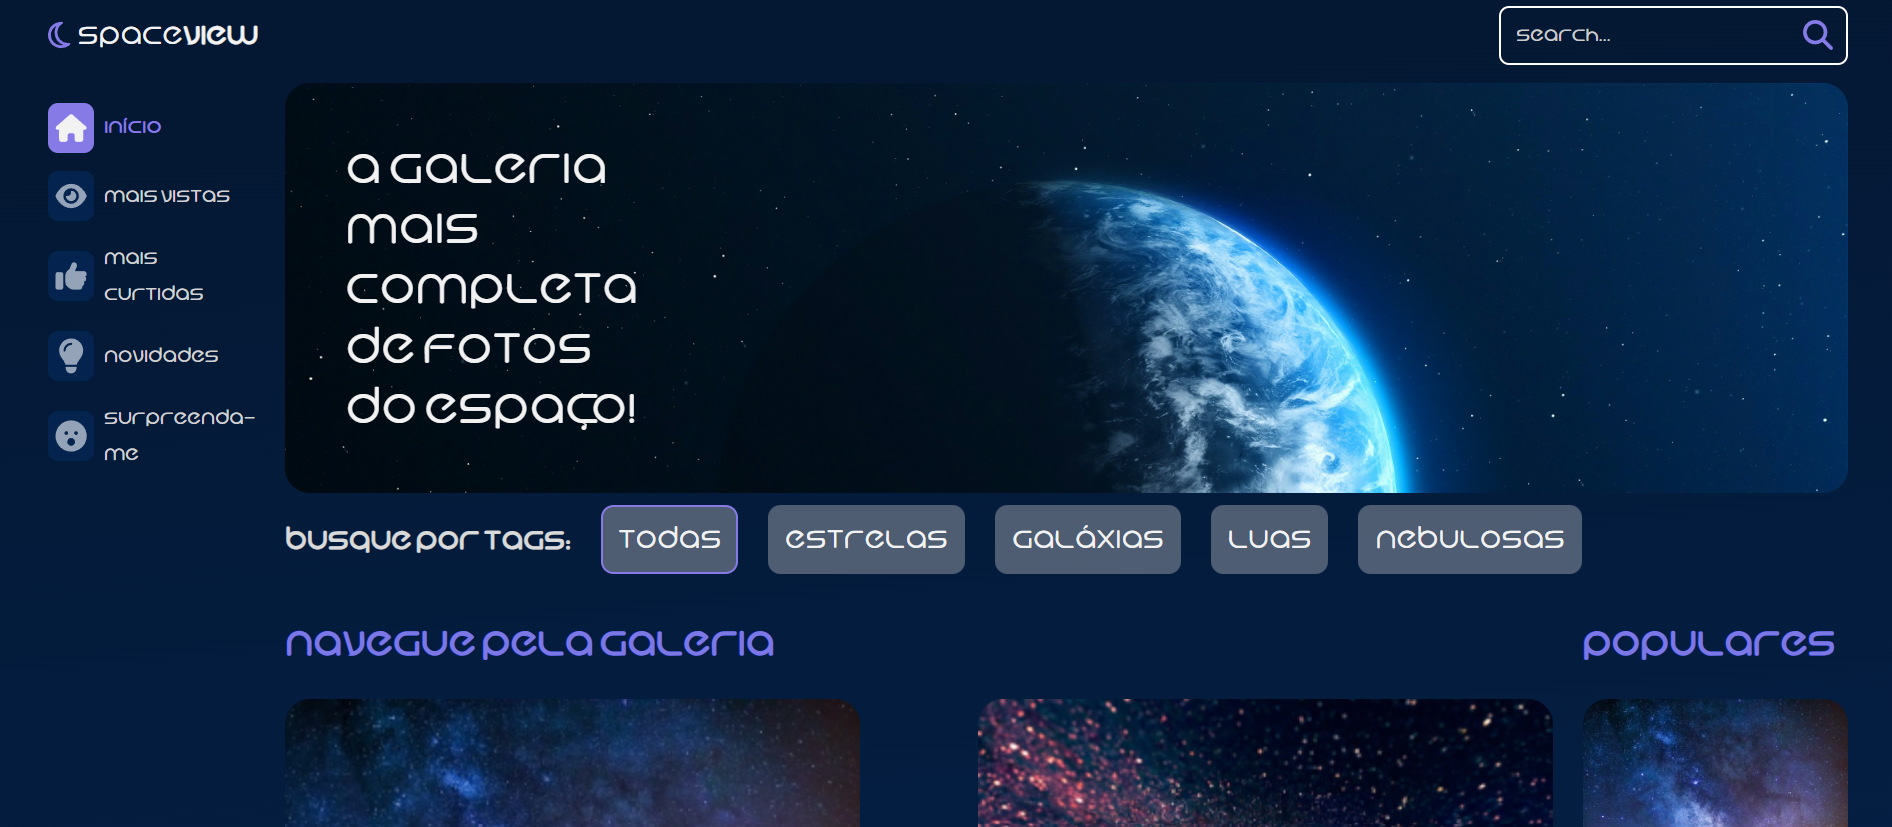 spaceview
search...
Início
Mais vistas
Mais
curtidas
Novidades
Surpreenda-
me
A galeria
mais
completa
de fotos
do espaço!
Busque por tags:
Todas
Estrelas
Galáxias
Luas
Nebulosas
Navegue pela galeria
Populares